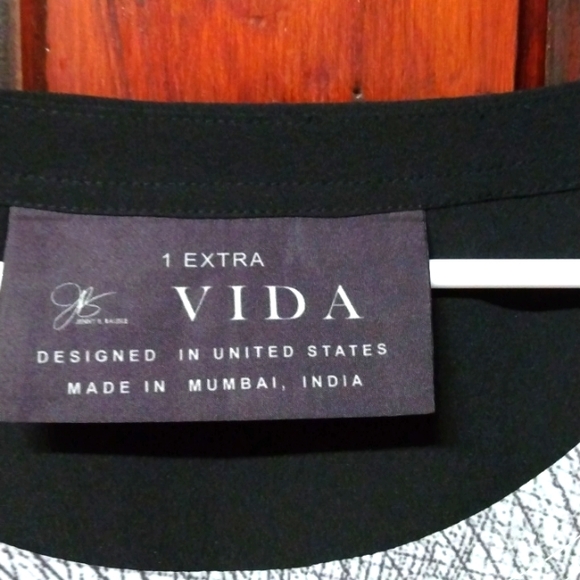 1 EXTRA
VIDA
DESIGNED IN UNITED STATES
MADE IN MUMBAI, INDIA